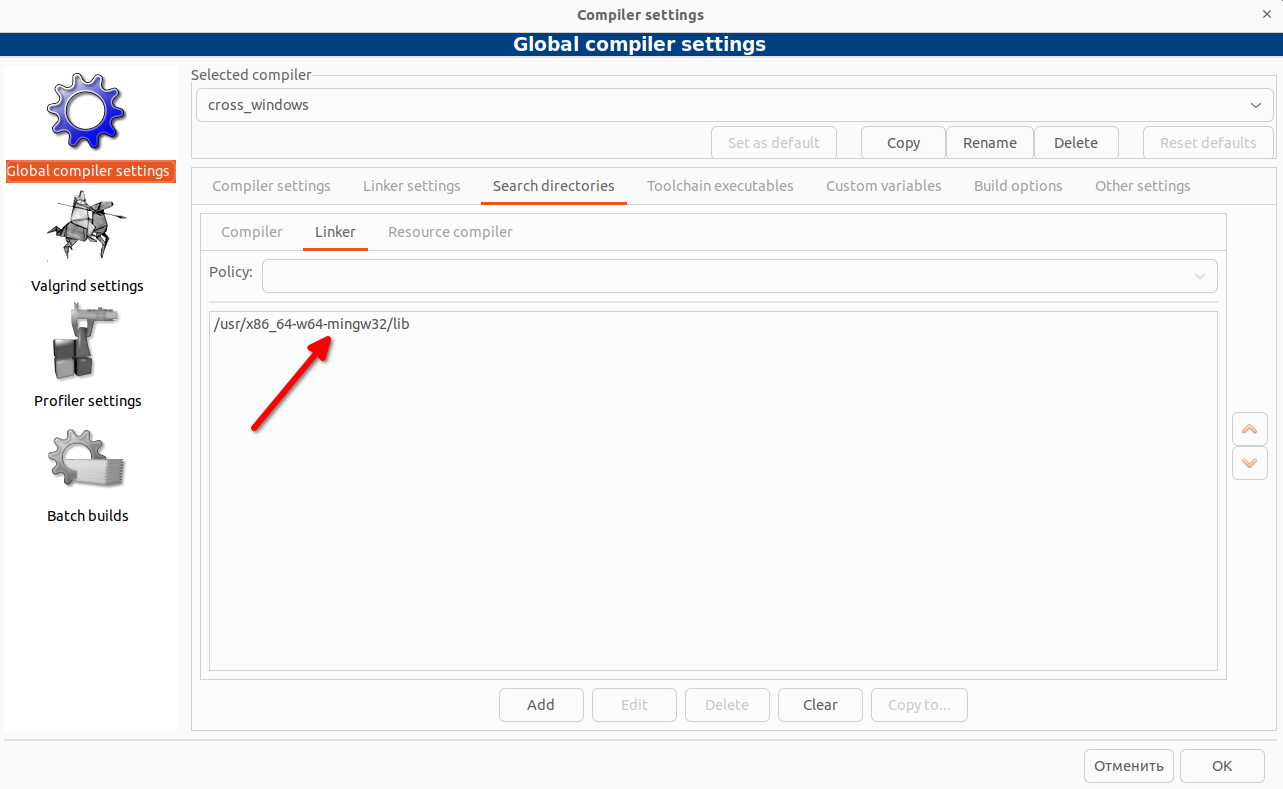 Compiler settings
Global compiler settings
Global compiler settings
Valgrind settings
Profiler settings
Batch builds
Selected compiler
cross_windows
Set as default Copy Rename Delete Reset defaults
Compiler settings Linker settings Search directories Toolchain executables Custom variables Build options Other settings
Compiler Linker Resource compiler
Policy:
/usr/x86_64-w64-mingw32/lib
Add Edit Delete Clear Copy to...
Отменить OK